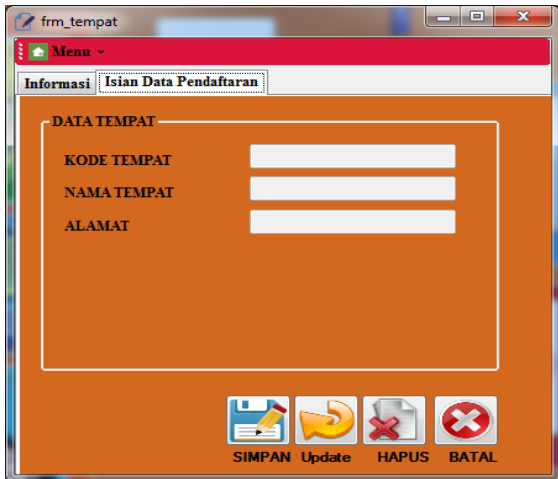 frm_tempat
Menu
Informasi Isian Data Pendaftaran
DATA TEMPAT
KODE TEMPAT
NAMA TEMPAT
ALAMAT
SIMPAN Update HAPUS BATAL